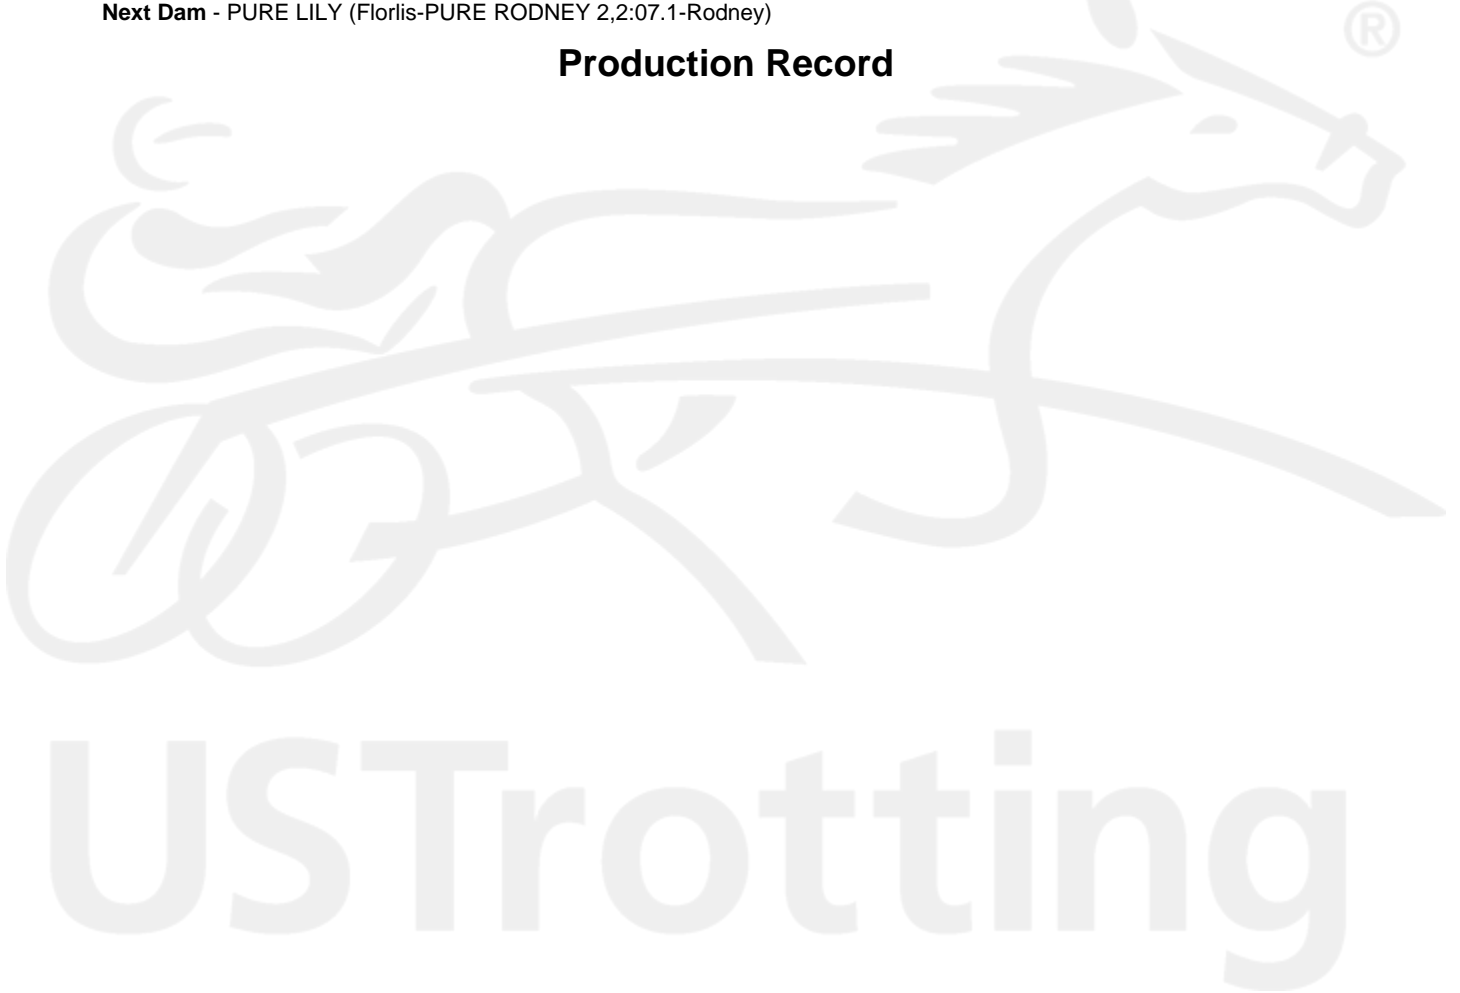 Next Dam - PURE LILY (Florlis-PURE RODNEY 2,2:07.1-Rodney)
Production Record
®
USTrotting